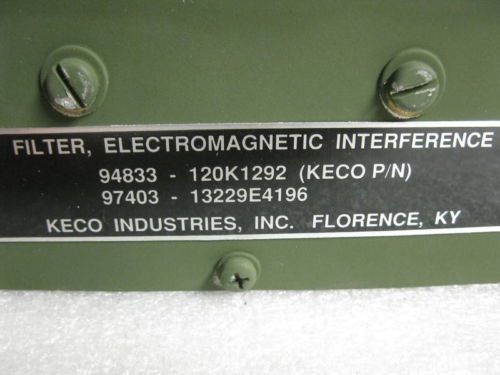 FILTER, ELECTROMAGNETIC INTERFERENCE
94833 - 120K1292 (KECO P/N)
97403 - 13229E4196
KECO INDUSTRIES, INC. FLORENCE, KY